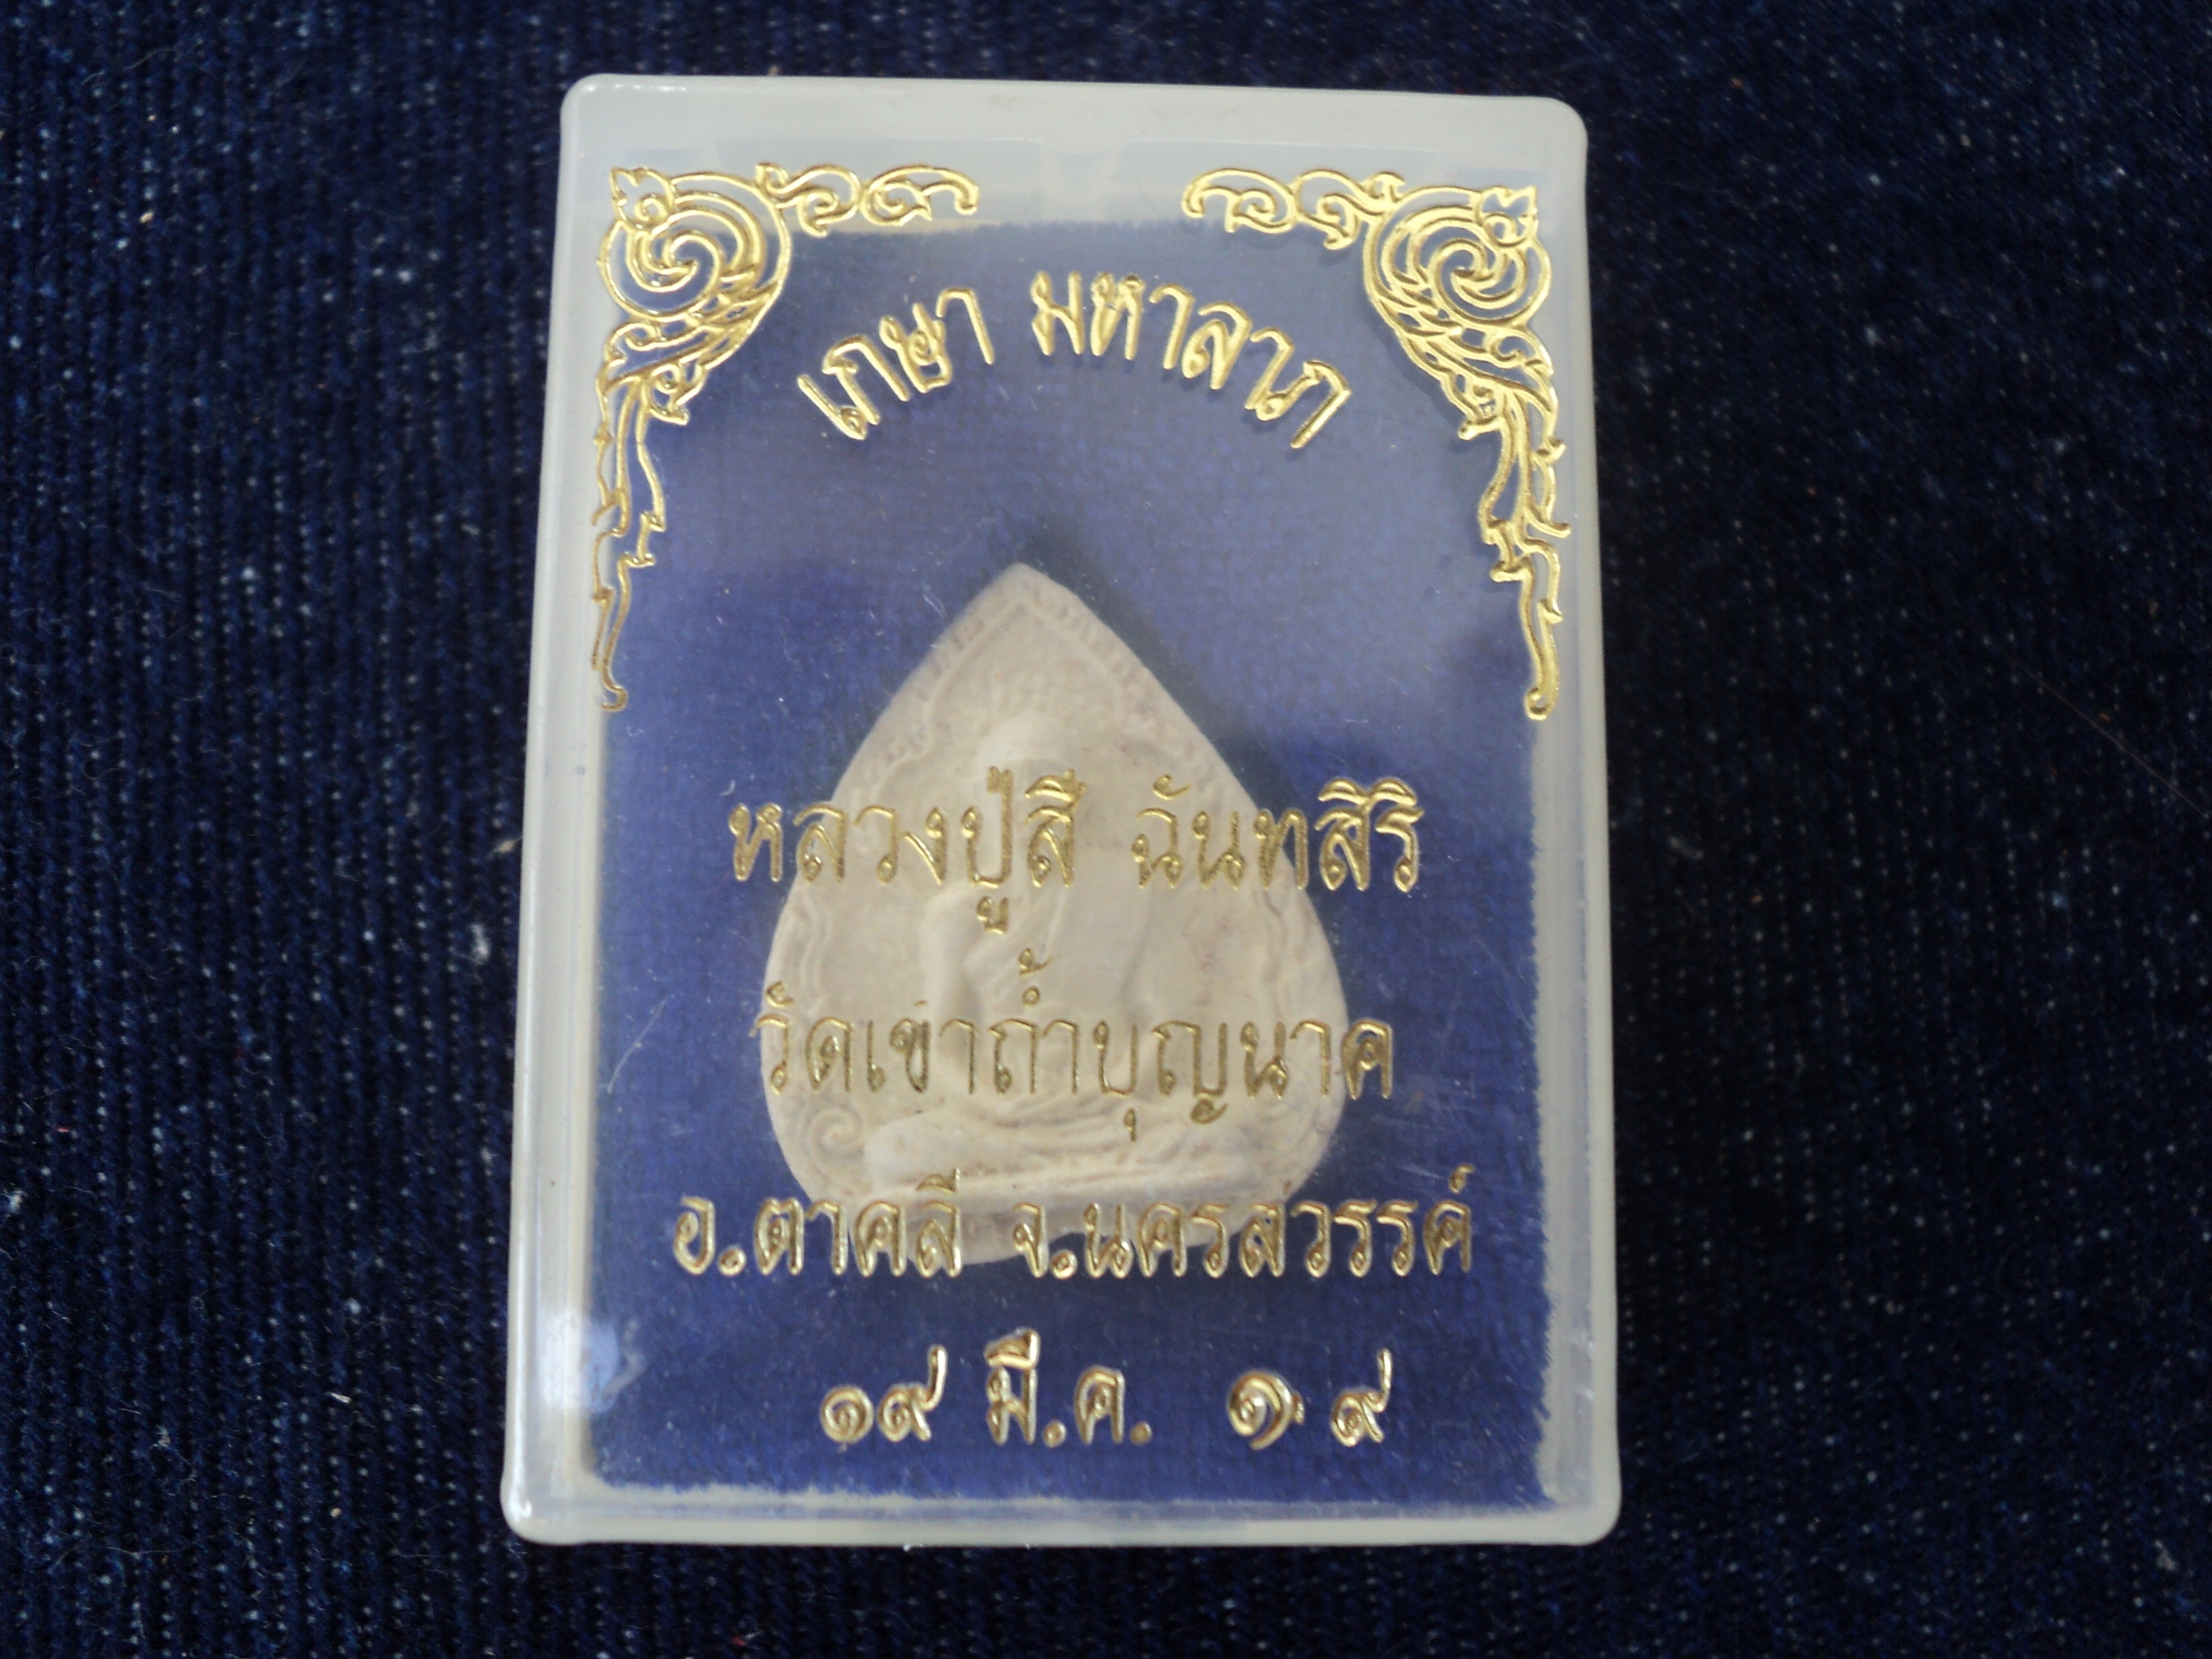 เกษา มหาลาภ
หลวงปู่สี ฉันทสิริ
วัดเขาถ้ำบุญนาค
อ.ตาคลี จ.นครสวรรค์
๑๙ มี.ค. ๑๙